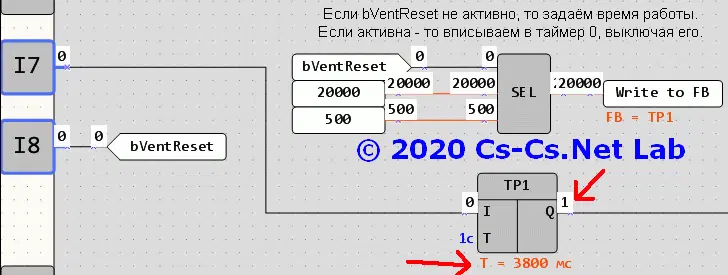 Если bVentReset не активно, то задаём время работы.
Если активна - то вписываем в таймер 0, выключая его.
I7
0
bVentReset
0
0
20000
20000
20000
500
500
500
SEL
20000
Write to FB
FB = TP1
I8
0
0
bVentReset
© 2020 Cs-Cs.Net Lab
TP1
0
I
Q
1
1с
T
T = 3800 мс